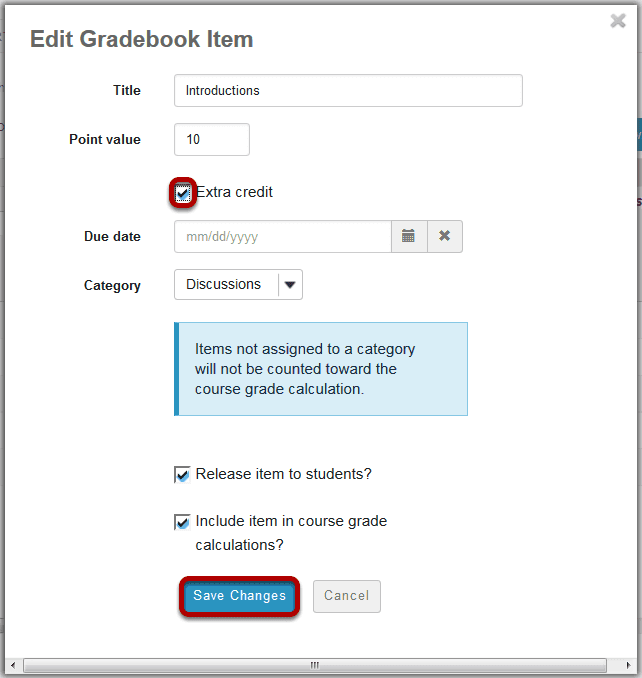 Edit Gradebook Item
Title
Introductions
Point value
10
Extra credit
Due date
mm/dd/yyyy
Category
Discussions
Items not assigned to a category
will not be counted toward the
course grade calculation.
Release item to students?
Include item in course grade
calculations?
Save Changes
Cancel